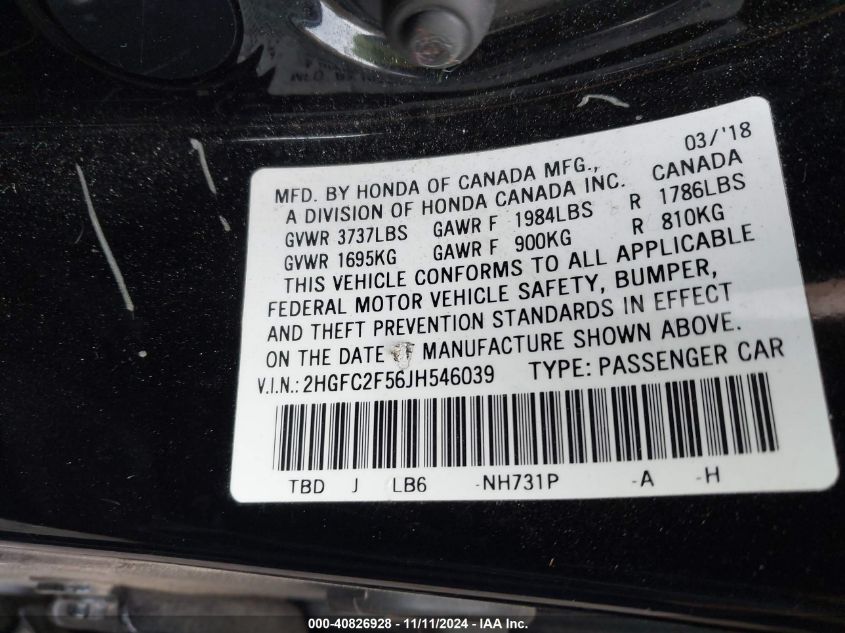 03/'18
MFD. BY HONDA OF CANADA MFG., CANADA
A DIVISION OF HONDA CANADA INC.
GVWR 3737LBS GAWR F 1984LBS R 1786LBS
GVWR 1695KG GAWR F 900KG R 810KG
THIS VEHICLE CONFORMS TO ALL APPLICABLE
FEDERAL MOTOR VEHICLE SAFETY, BUMPER,
AND THEFT PREVENTION STANDARDS IN EFFECT
ON THE DATE MANUFACTURE SHOWN ABOVE.
V.I.N.: 2HGFC2F56JH546039 TYPE: PASSENGER CAR
TBD J LB6 -NH731P -A -H
000-40826928 - 11/11/2024 - IAA Inc.